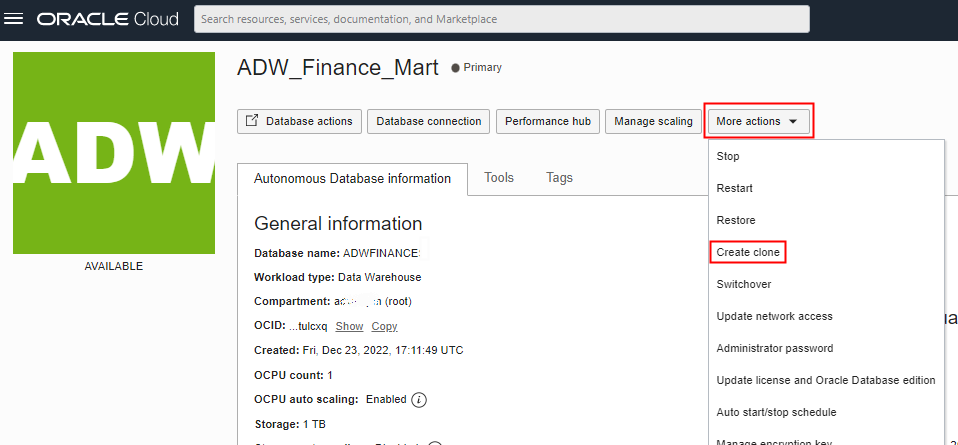 ORACLE Cloud
Search resources, services, documentation, and Marketplace
ADW
AVAILABLE
ADW_Finance_Mart
Primary
Database actions
Database connection
Performance hub
Manage scaling
More actions
Stop
Restart
Restore
Create clone
Switchover
Update network access
Administrator password
Update license and Oracle Database edition
Auto start/stop schedule
Manage encryption key
Autonomous Database information
Tools
Tags
General information
Database name: ADWFINANCE
Workload type: Data Warehouse
Compartment: (root)
OCID: ...tulcxq Show Copy
Created: Fri, Dec 23, 2022, 17:11:49 UTC
OCPU count: 1
OCPU auto scaling: Enabled
Storage: 1 TB